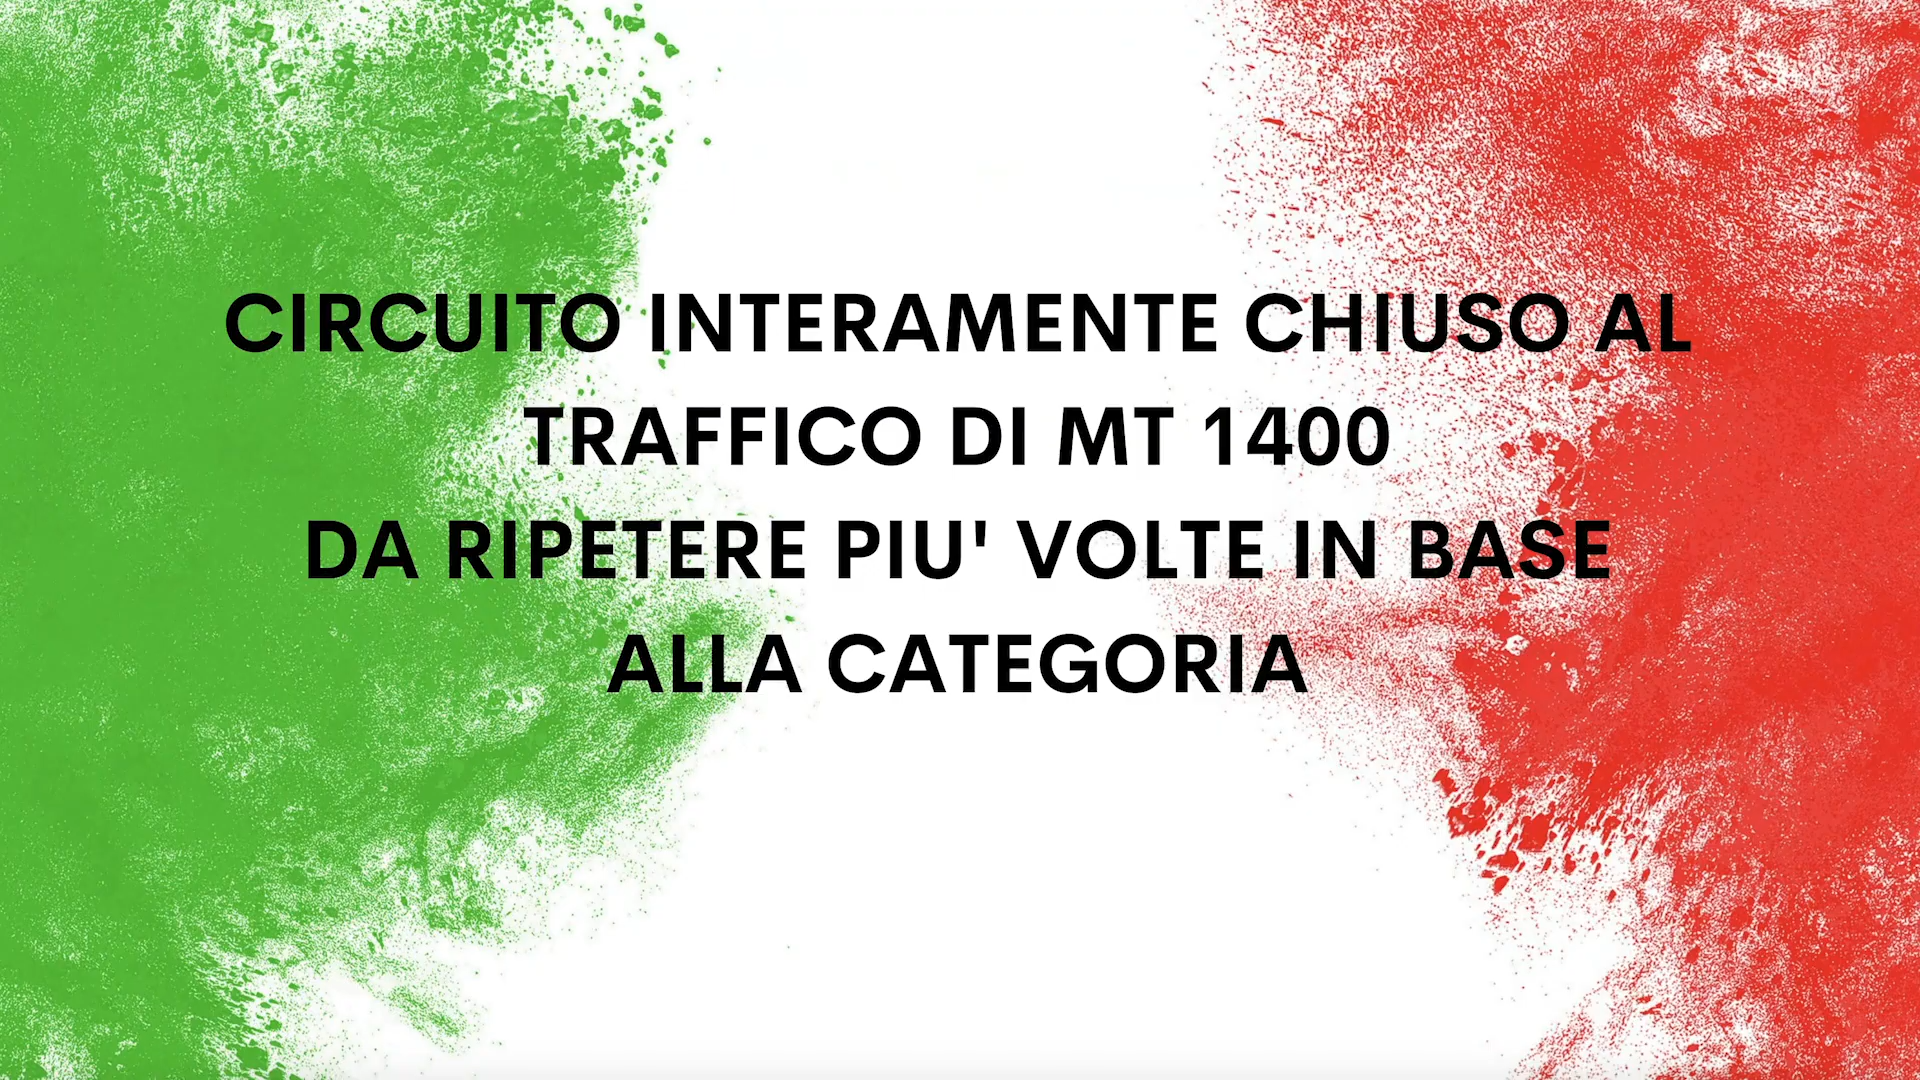 CIRCUITO INTERAMENTE CHIUSO AL
TRAFFICO DI MT 1400
DA RIPETERE PIU' VOLTE IN BASE
ALLA CATEGORIA